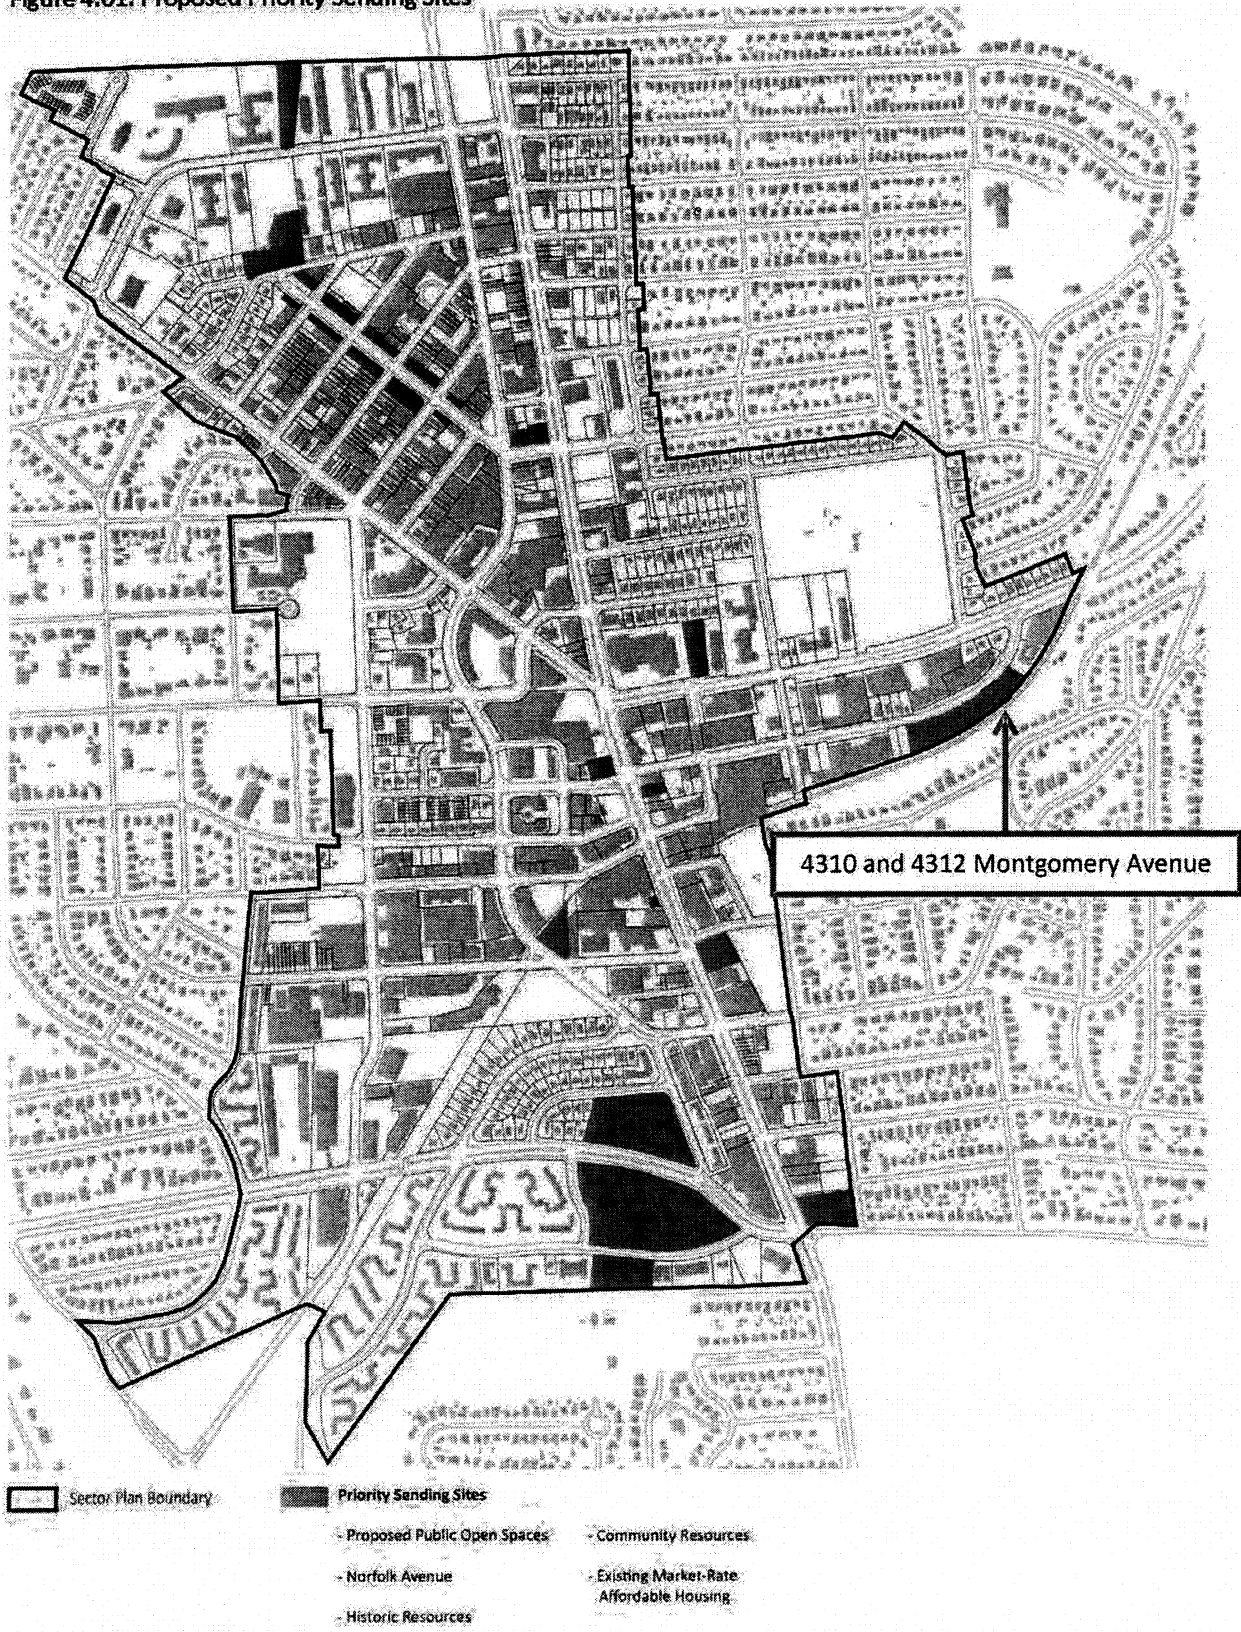 Figure 4.01: Proposed Priority Sending Sites
4310 and 4312 Montgomery Avenue
Sector Plan Boundary
Priority Sending Sites
- Proposed Public Open Spaces
- Norfolk Avenue
- Historic Resources
- Community Resources
- Existing Market-Rate
Affordable Housing